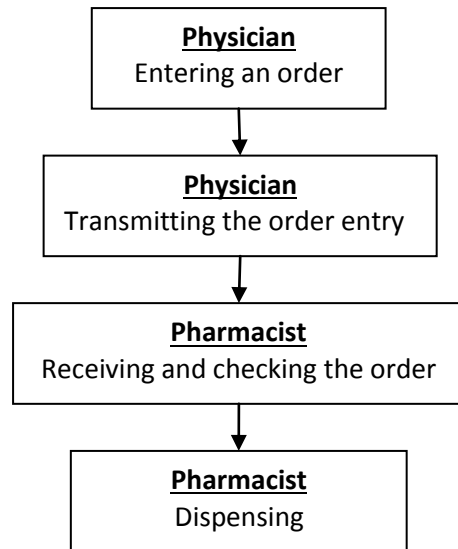 Physician
Entering an order
Physician
Transmitting the order entry
Pharmacist
Receiving and checking the order
Pharmacist
Dispensing